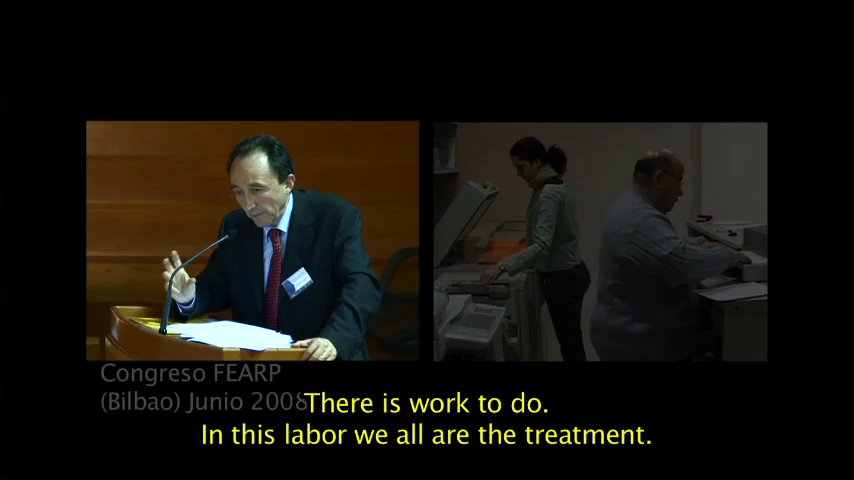 Congreso FEARP
(Bilbao) Junio 2008
There is work to do.
In this labor we all are the treatment.